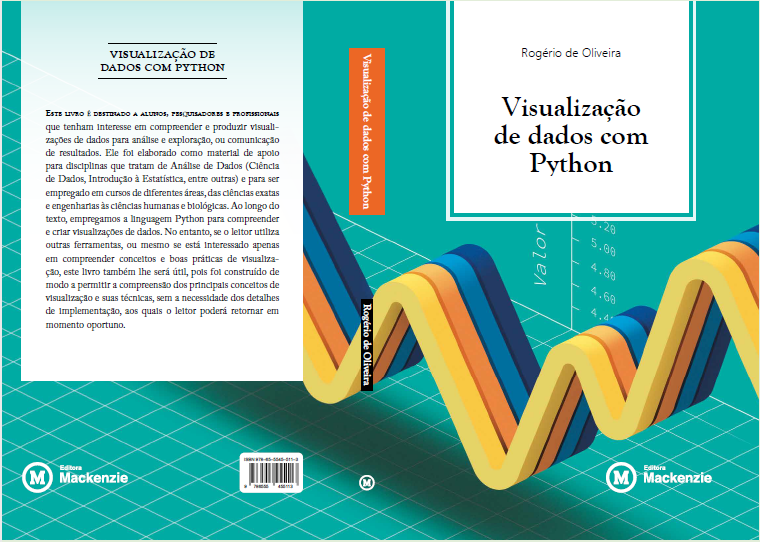 VISUALIZAÇÃO DE
DADOS COM PYTHON
Este livro é destinado a alunos, pesquisadores e profissionais
que tenham interesse em compreender e produzir visuali-
zações de dados para análise e exploração, ou comunicação
de resultados. Ele foi elaborado como material de apoio
para disciplinas que tratam de Análise de Dados (Ciência
de Dados, Introdução à Estatística, entre outras) e para ser
empregado em cursos de diferentes áreas, das ciências exatas
e engenharias às ciências humanas e biológicas. Ao longo do
texto, empregamos a linguagem Python para compreender
e criar visualizações de dados. No entanto, se o leitor utiliza
outras ferramentas, ou mesmo se está interessado apenas
em compreender conceitos e boas práticas de visualiza-
ção, este livro também lhe será útil, pois foi construído de
modo a permitir a compreensão dos principais conceitos de
visualização e suas técnicas, sem a necessidade dos detalhes
de implementação, aos quais o leitor poderá retornar em
momento oportuno.
M
Editora
Mackenzie
Visualização de dados com Python
Rogério de Oliveira
M
Rogério de Oliveira
Visualização
de dados com
Python
Valor
5.20
5.00
4.80
4.60
M
Editora
Mackenzie